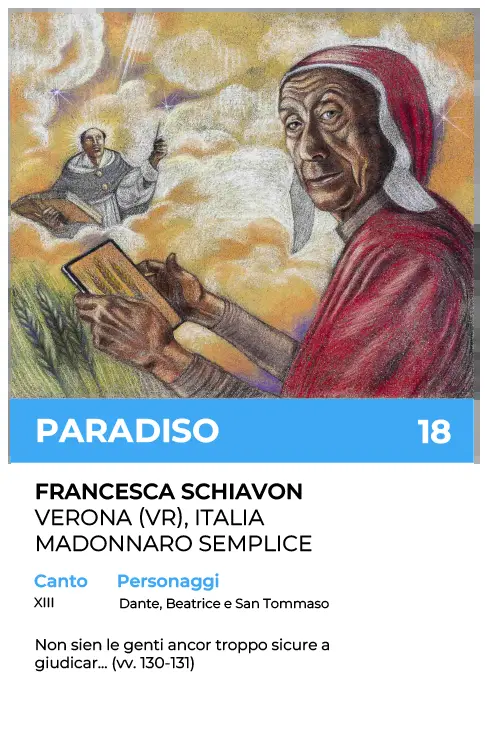 PARADISO 18
FRANCESCA SCHIAVON
VERONA (VR), ITALIA
MADONNARO SEMPLICE
Canto Personaggi
XIII Dante, Beatrice e San Tommaso
Non sien le genti ancor troppo sicure a
giudicar... (vv. 130-131)